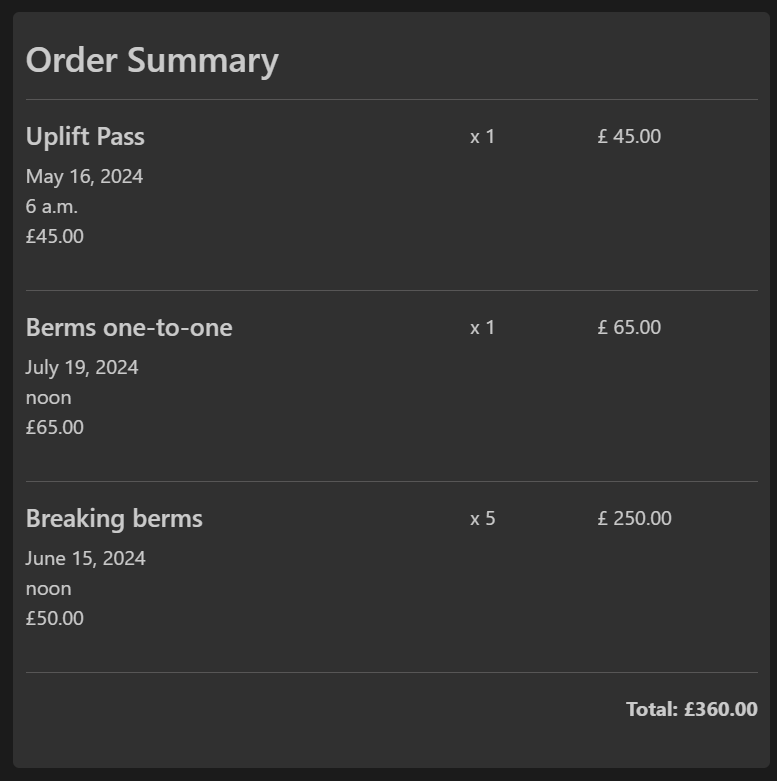 Order Summary
Uplift Pass x 1 £ 45.00
May 16, 2024
6 a.m.
£45.00
Berms one-to-one x 1 £ 65.00
July 19, 2024
noon
£65.00
Breaking berms x 5 £ 250.00
June 15, 2024
noon
£50.00
Total: £360.00